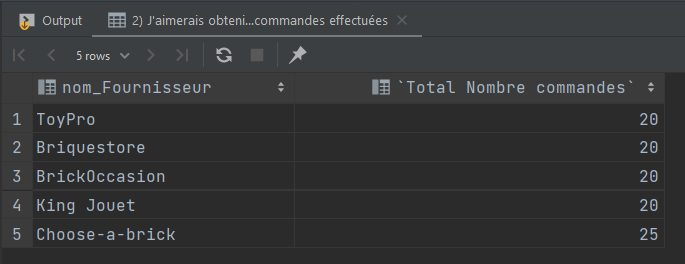 Output 2) J'aimerais obteni...commandes effectuées
5 rows
nom_Fournisseur `Total Nombre commandes`
1 ToyPro 20
2 Briquestore 20
3 BrickOccasion 20
4 King Jouet 20
5 Choose-a-brick 25